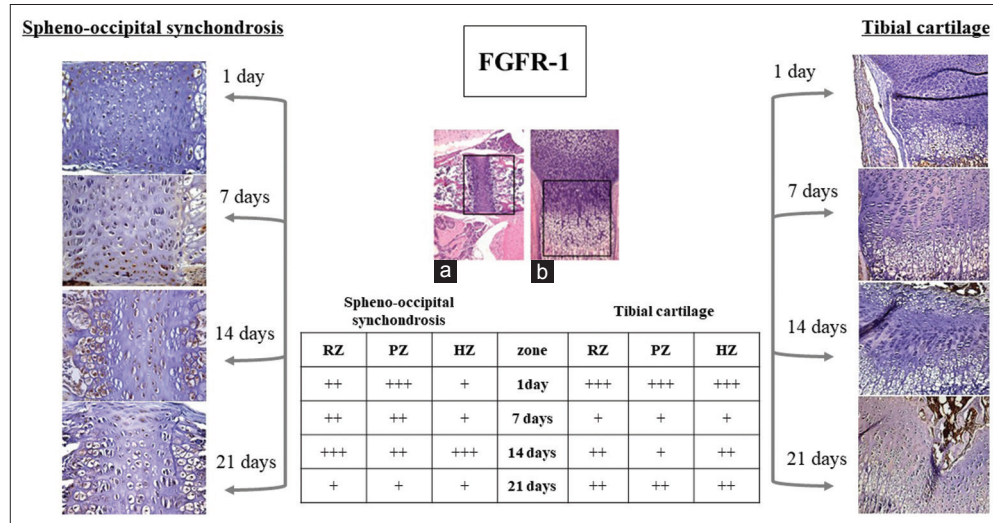 Spheno-occipital synchondrosis
FGFR-1
Tibial cartilage
1 day
7 days
14 days
21 days
1 day
7 days
14 days
21 days
a
b
Spheno-occipital
synchondrosis
Tibial cartilage
RZ PZ HZ zone RZ PZ HZ
++ +++ + 1day +++ +++ +++
++ ++ + 7 days + + +
+++ ++ +++ 14 days ++ + ++
+ + + 21 days ++ ++ ++